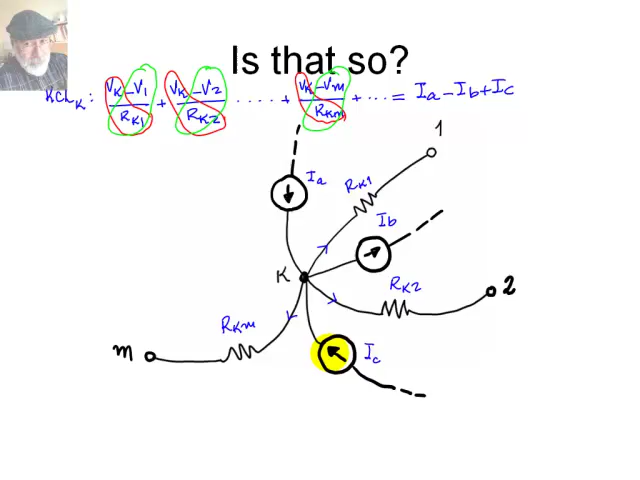 Is that so?
KCL_K: (V_K - V_1)/R_K1 + (V_K - V_2)/R_K2 ..... + (V_K - V_m)/R_Km + ... = I_a - I_b + I_c
1
I_a
R_K1
I_b
K
R_K2
2
R_Km
m
I_c